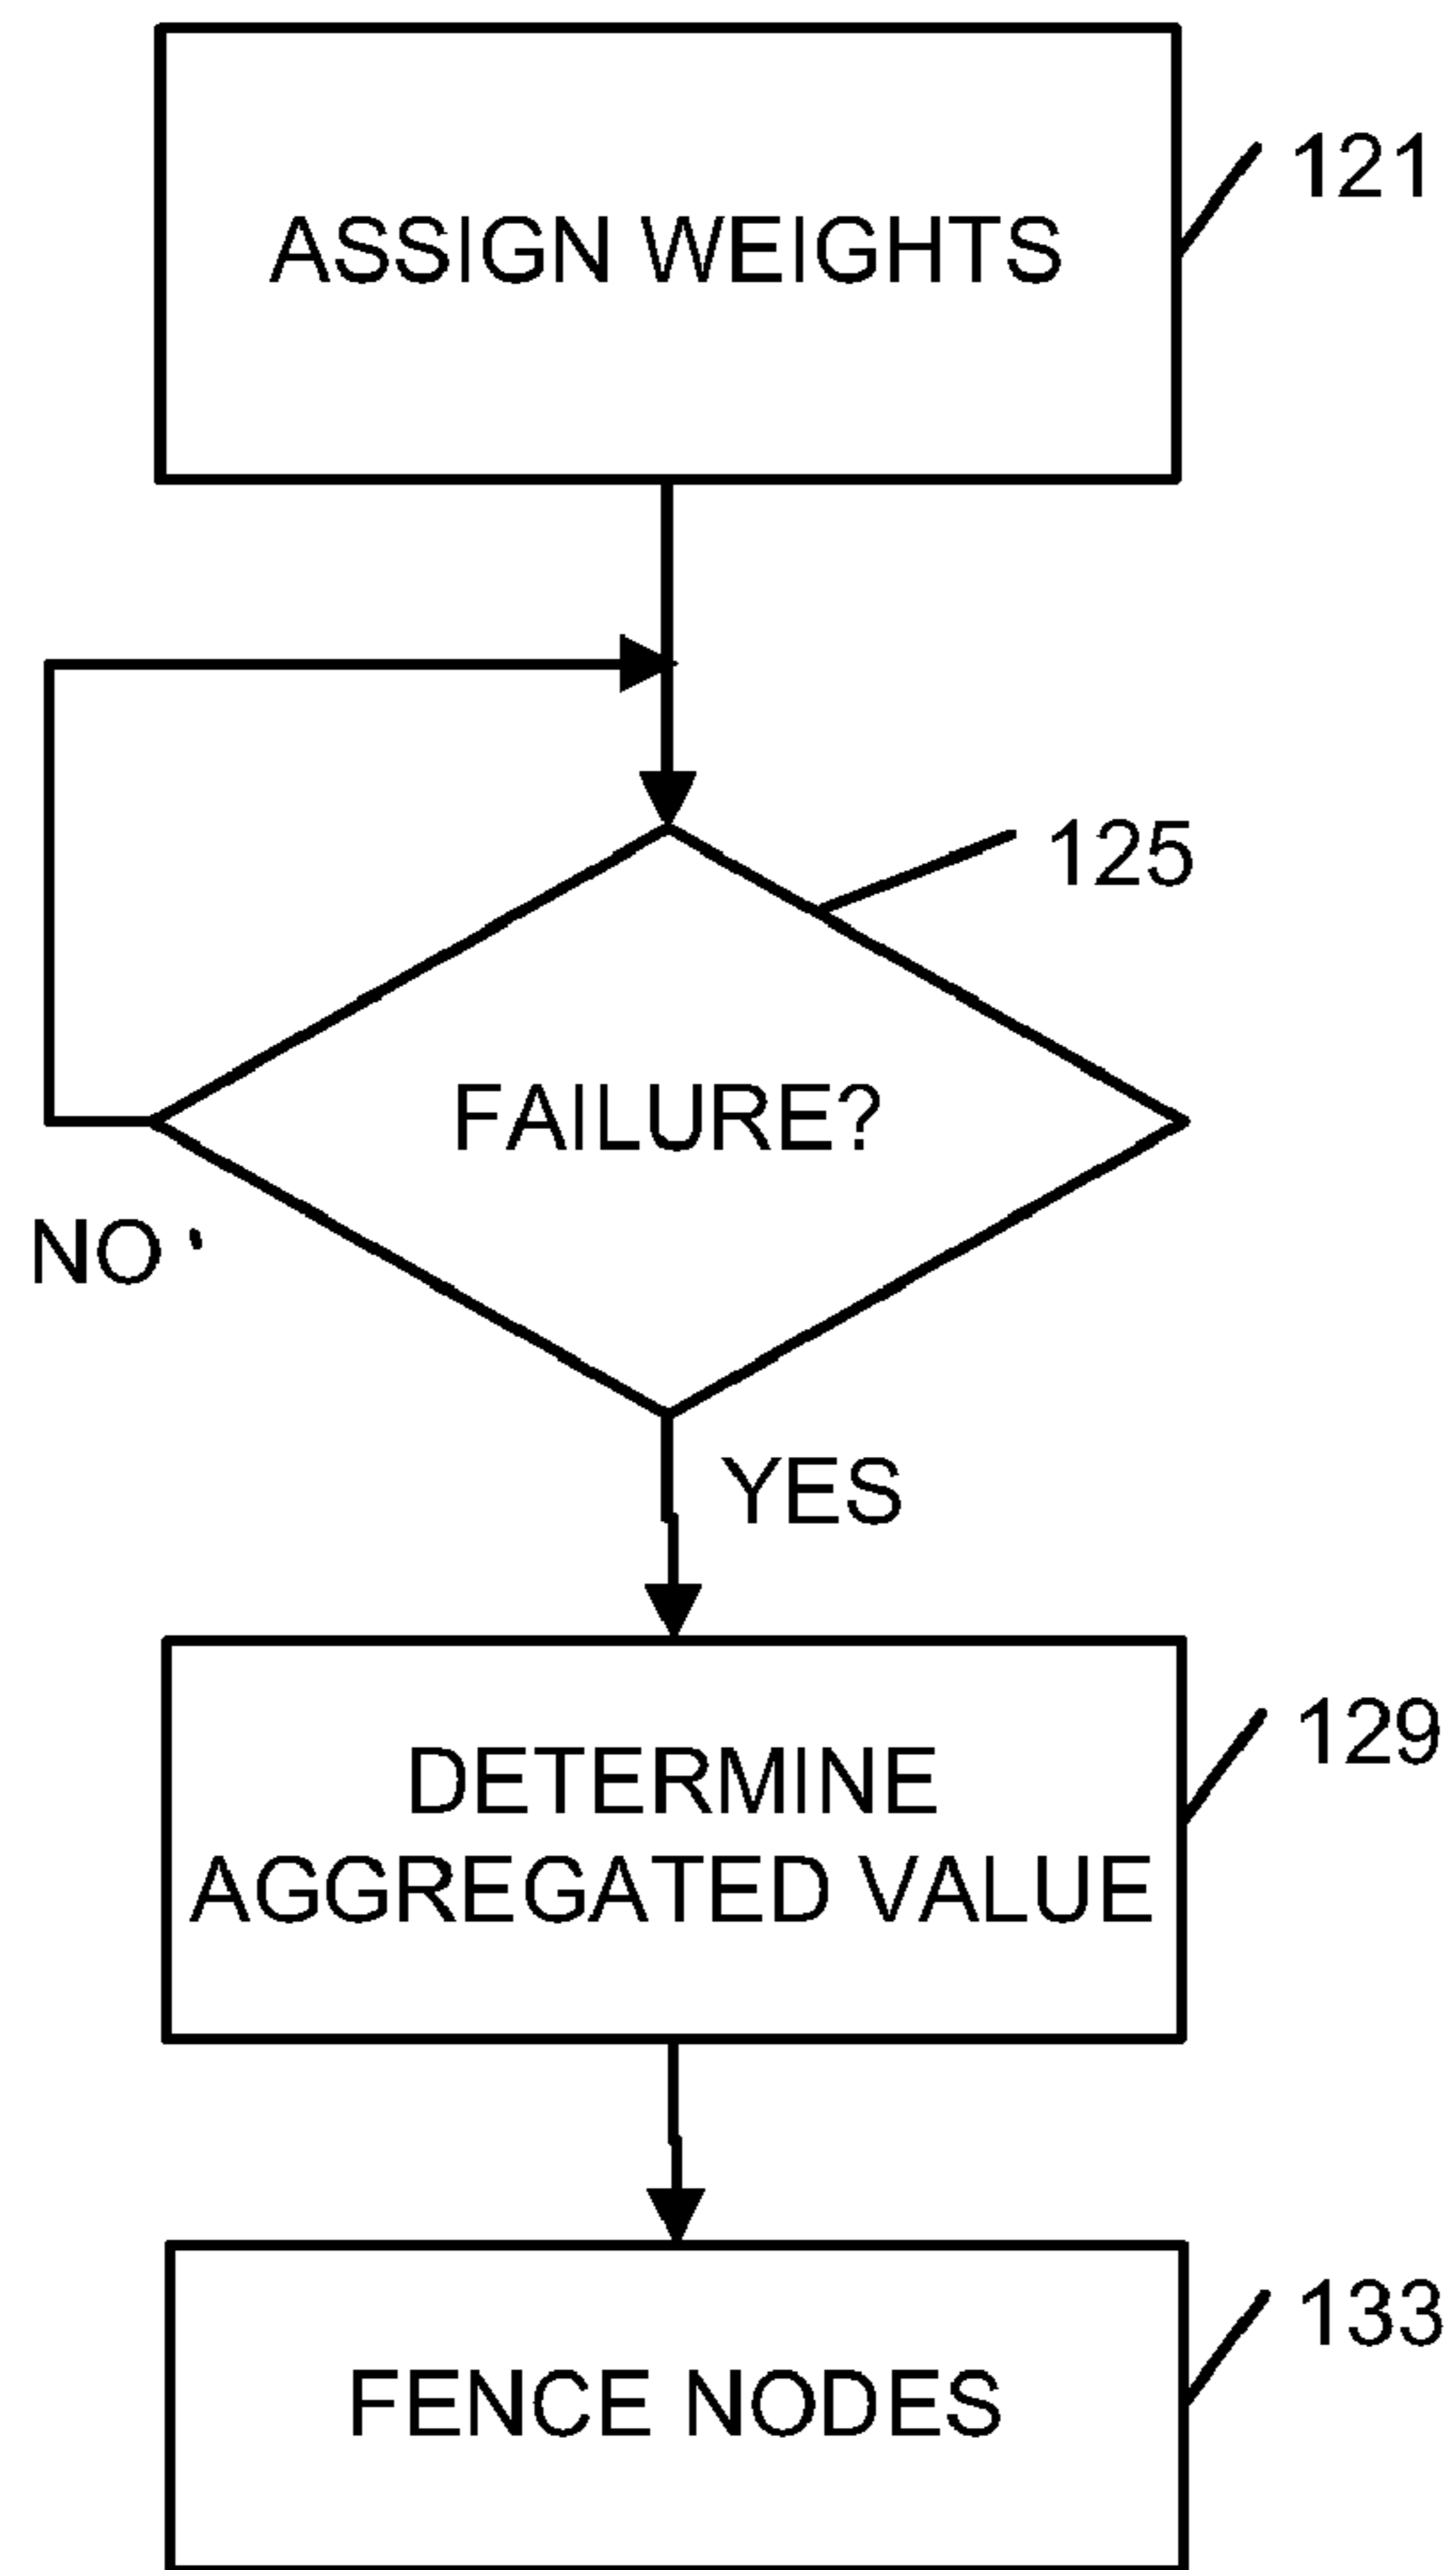 ASSIGN WEIGHTS
121
125
FAILURE?
NO
YES
DETERMINE
AGGREGATED VALUE
129
FENCE NODES
133